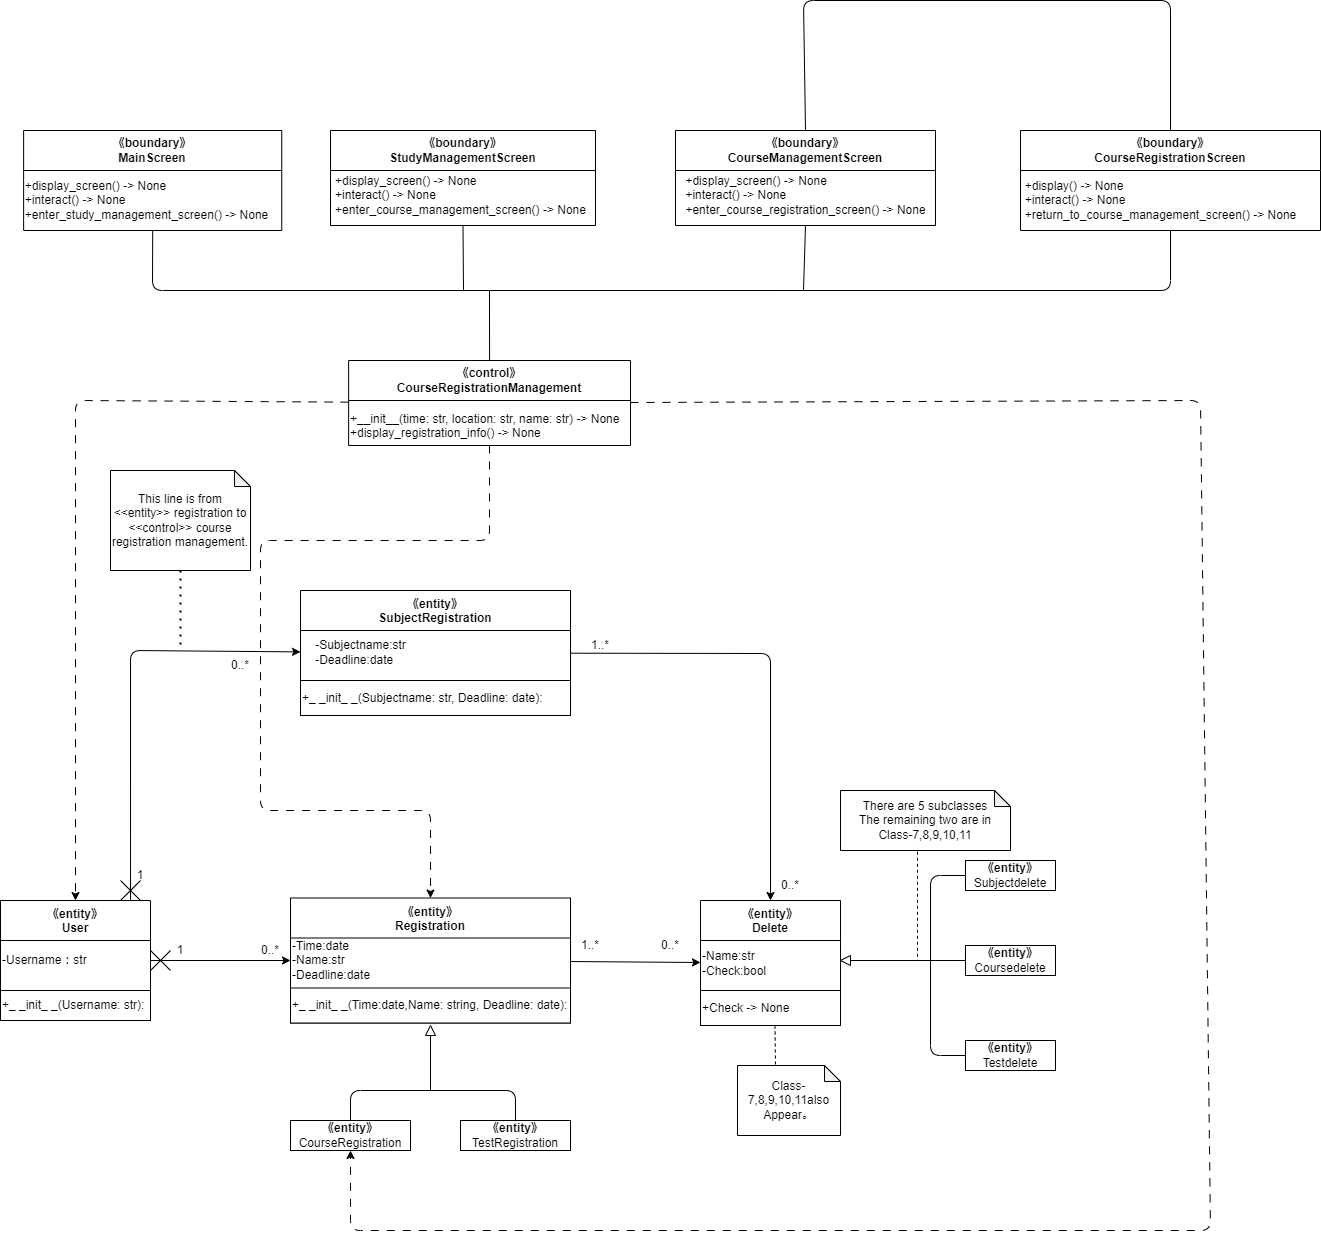 《boundary》
MainScreen
+display_screen() -> None
+interact() -> None
+enter_study_management_screen() -> None
《boundary》
StudyManagementScreen
+display_screen() -> None
+interact() -> None
+enter_course_management_screen() -> None
《boundary》
CourseManagementScreen
+display_screen() -> None
+interact() -> None
+enter_course_registration_screen() -> None
《boundary》
CourseRegistrationScreen
+display() -> None
+interact() -> None
+return_to_course_management_screen() -> None
《control》
CourseRegistrationManagement
+__init__(time: str, location: str, name: str) -> None
+display_registration_info() -> None
This line is from
<<entity>> registration to
<<control>> course
registration management.
《entity》
SubjectRegistration
-Subjectname:str
-Deadline:date
+_ _init_ _(Subjectname: str, Deadline: date):
0..*
1..*
There are 5 subclasses
The remaining two are in
Class-7,8,9,10,11
1
0..*
《entity》
User
-Username：str
+_ _init_ _(Username: str):
1
0..*
《entity》
Registration
-Time:date
-Name:str
-Deadline:date
+_ _init_ _(Time:date,Name: string, Deadline: date):
1..*
0..*
《entity》
Delete
-Name:str
-Check:bool
+Check -> None
《entity》
Subjectdelete
《entity》
Coursedelete
《entity》
Testdelete
Class-
7,8,9,10,11also
Appear。
《entity》
CourseRegistration
《entity》
TestRegistration